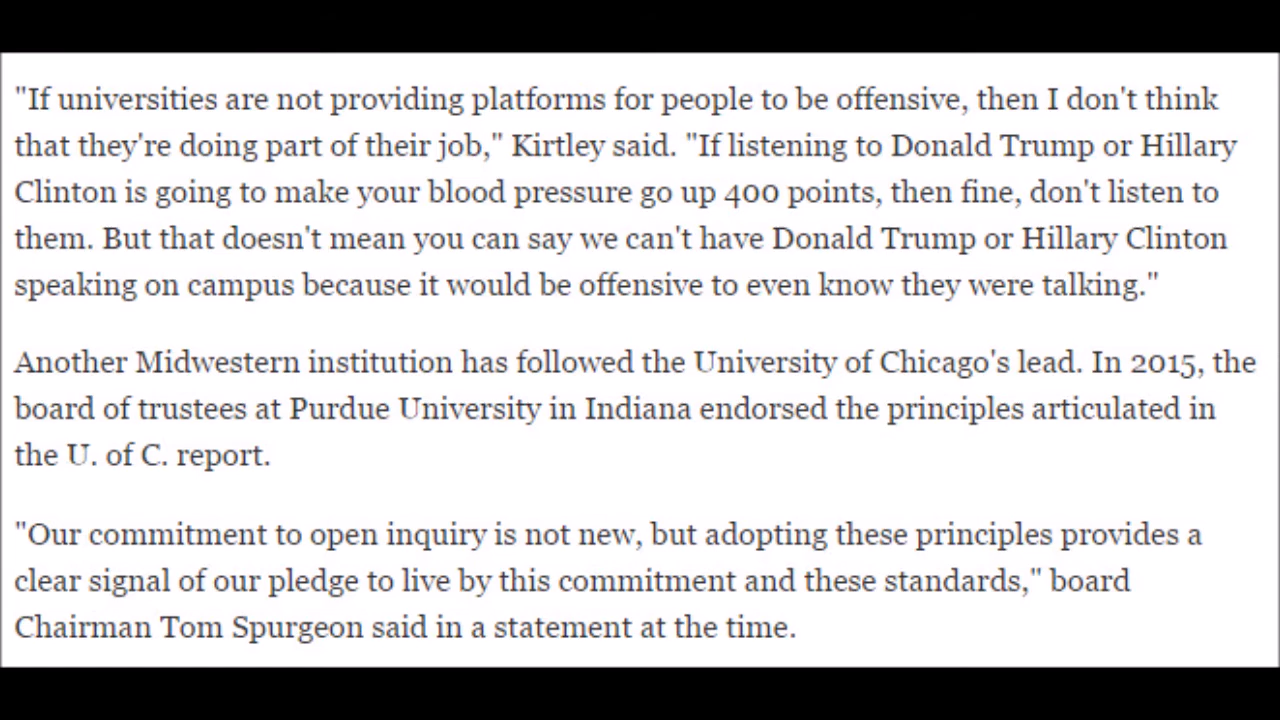 "If universities are not providing platforms for people to be offensive, then I don't think
that they're doing part of their job," Kirtley said. "If listening to Donald Trump or Hillary
Clinton is going to make your blood pressure go up 400 points, then fine, don't listen to
them. But that doesn't mean you can say we can't have Donald Trump or Hillary Clinton
speaking on campus because it would be offensive to even know they were talking."
Another Midwestern institution has followed the University of Chicago's lead. In 2015, the
board of trustees at Purdue University in Indiana endorsed the principles articulated in
the U. of C. report.
"Our commitment to open inquiry is not new, but adopting these principles provides a
clear signal of our pledge to live by this commitment and these standards," board
Chairman Tom Spurgeon said in a statement at the time.